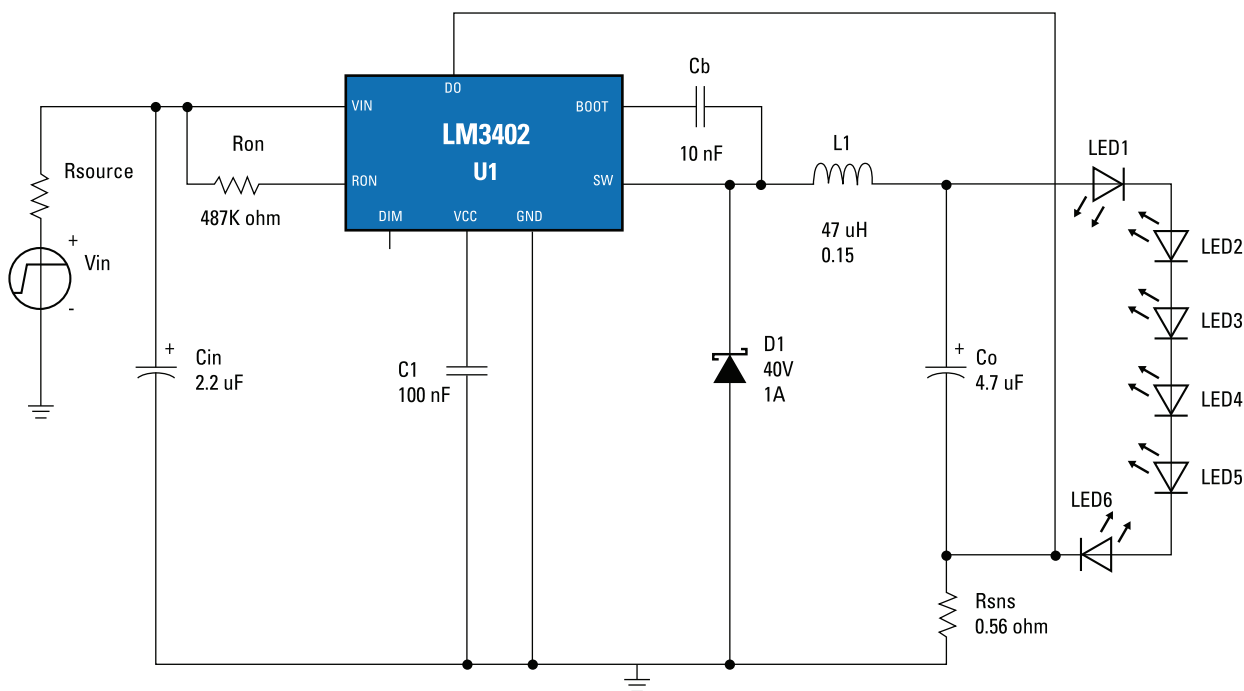 DO
VIN
LM3402
U1
BOOT
RON
SW
DIM
VCC
GND
Cb
10 nF
Ron
487K ohm
Rsource
+
Vin
-
L1
47 uH
0.15
LED1
LED2
LED3
LED4
LED5
LED6
+
Cin
2.2 uF
C1
100 nF
D1
40V
1A
+
Co
4.7 uF
Rsns
0.56 ohm